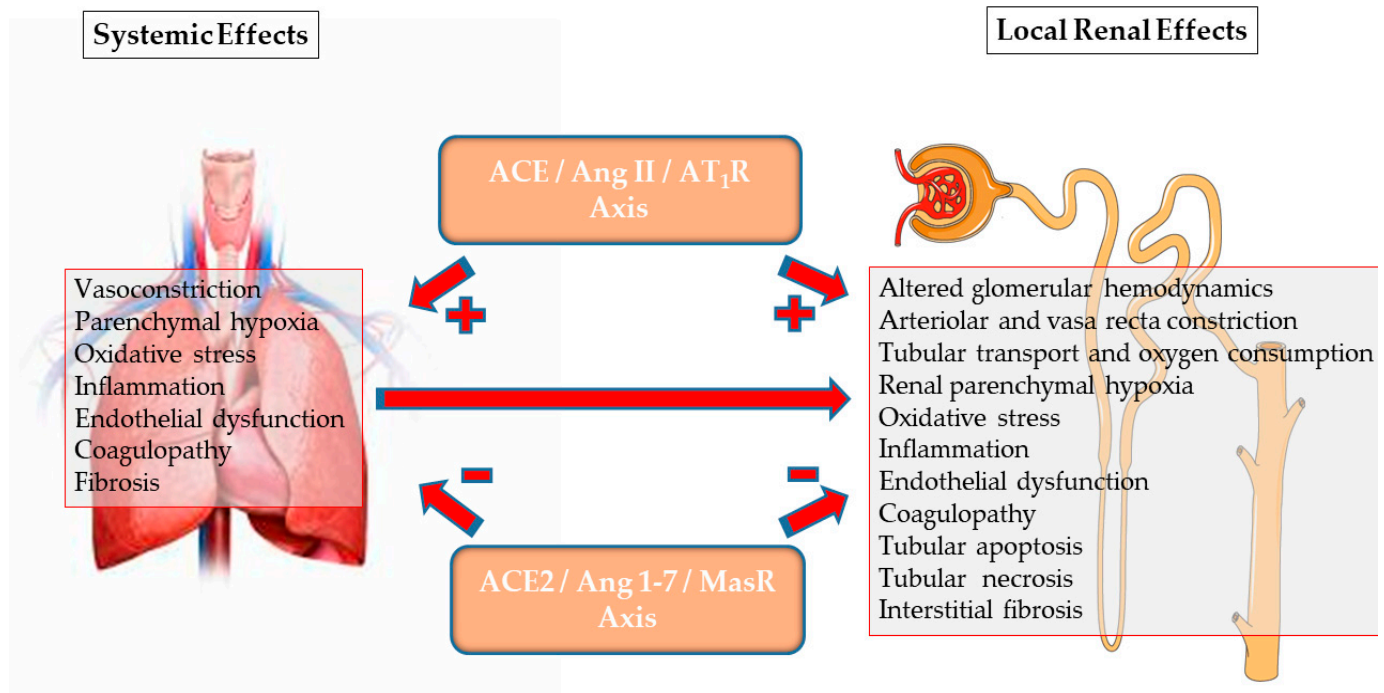 Systemic Effects
Local Renal Effects
ACE / Ang II / AT₁R
Axis
Vasoconstriction
Parenchymal hypoxia
Oxidative stress
Inflammation
Endothelial dysfunction
Coagulopathy
Fibrosis
+
+
Altered glomerular hemodynamics
Arteriolar and vasa recta constriction
Tubular transport and oxygen consumption
Renal parenchymal hypoxia
Oxidative stress
Inflammation
Endothelial dysfunction
Coagulopathy
Tubular apoptosis
Tubular necrosis
Interstitial fibrosis
-
-
ACE2 / Ang 1-7 / MasR
Axis